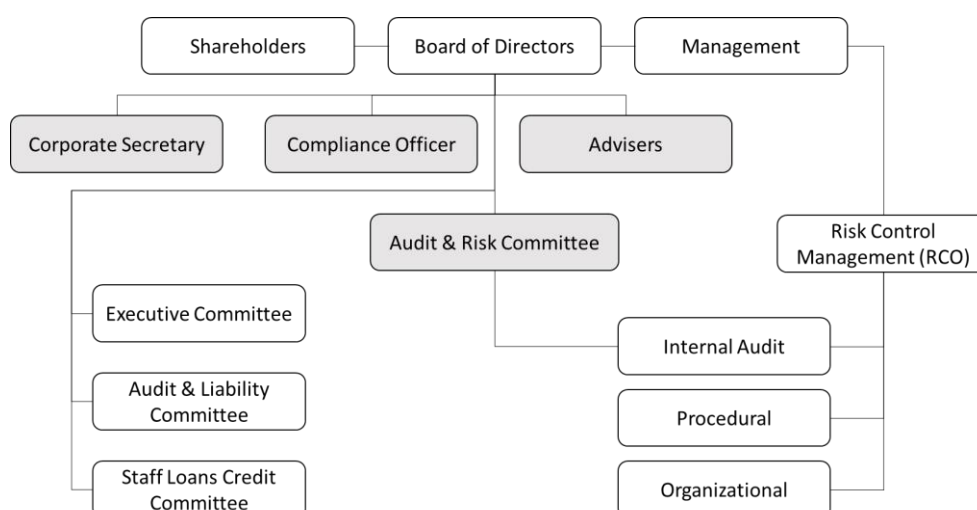 Shareholders
Board of Directors
Management
Corporate Secretary
Compliance Officer
Advisers
Audit & Risk Committee
Risk Control
Management (RCO)
Executive Committee
Internal Audit
Audit & Liability
Committee
Procedural
Staff Loans Credit
Committee
Organizational